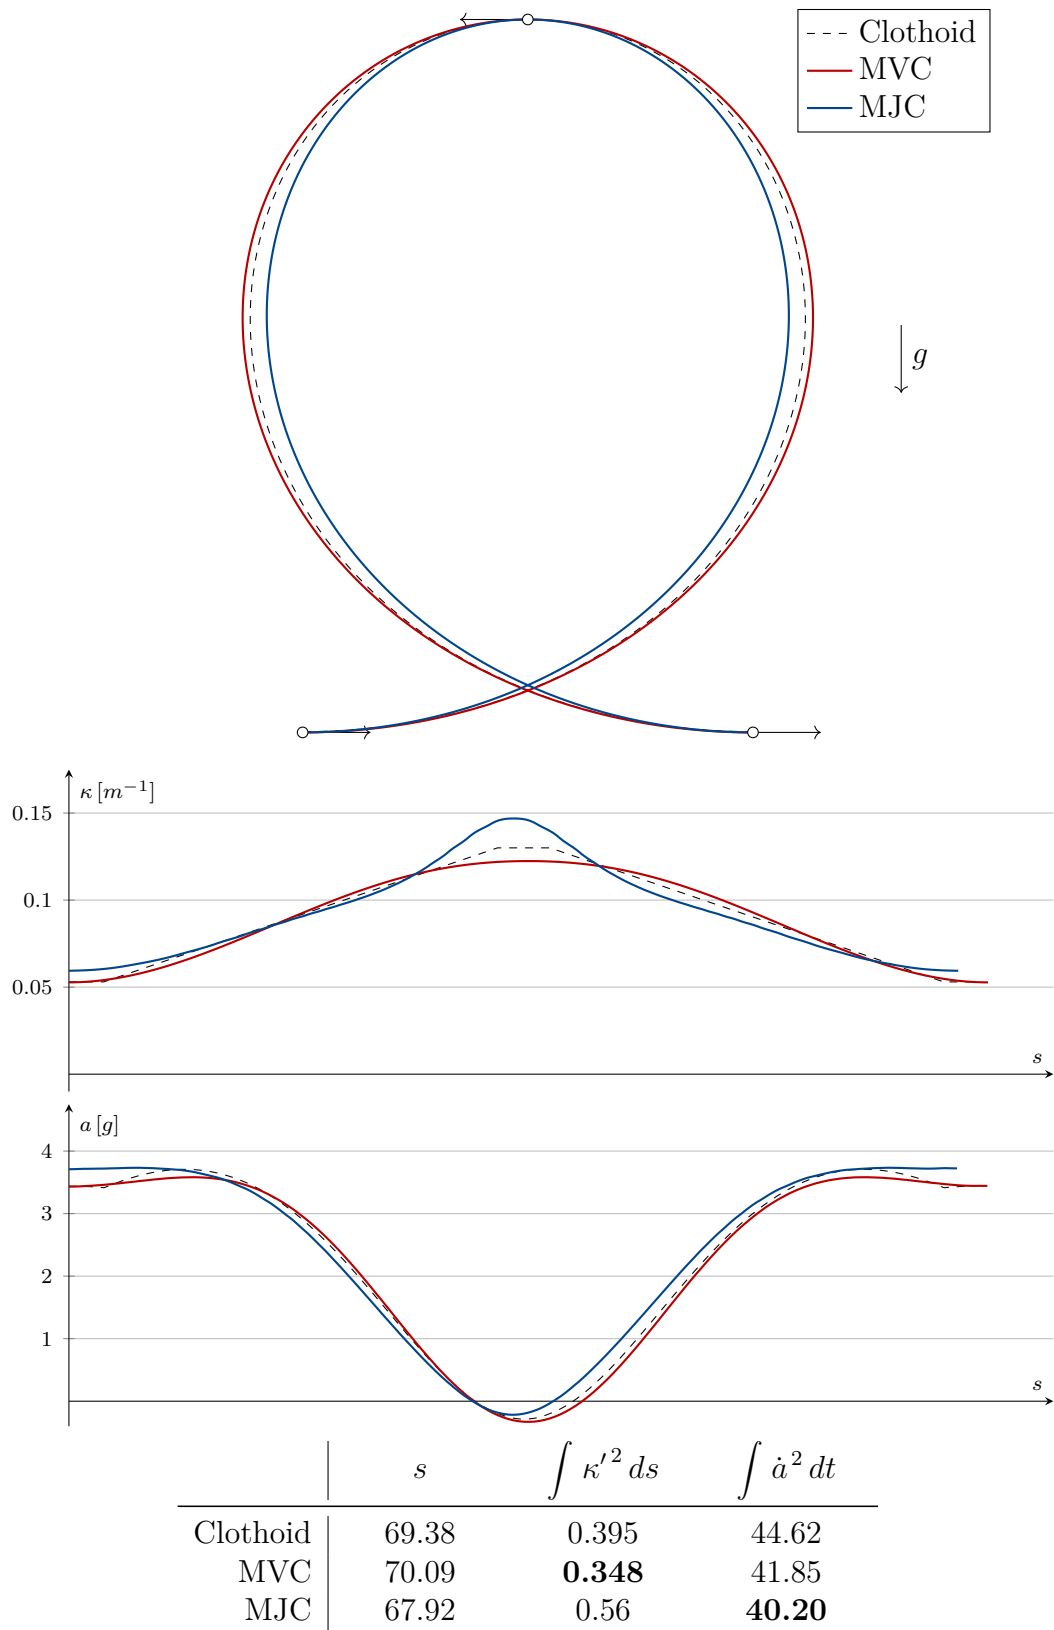 Clothoid
MVC
MJC
g
κ [m⁻¹]
0.15
0.1
0.05
s
a [g]
4
3
2
1
s
s ∫ κ′² ds ∫ ȧ² dt
Clothoid 69.38 0.395 44.62
MVC 70.09 0.348 41.85
MJC 67.92 0.56 40.20